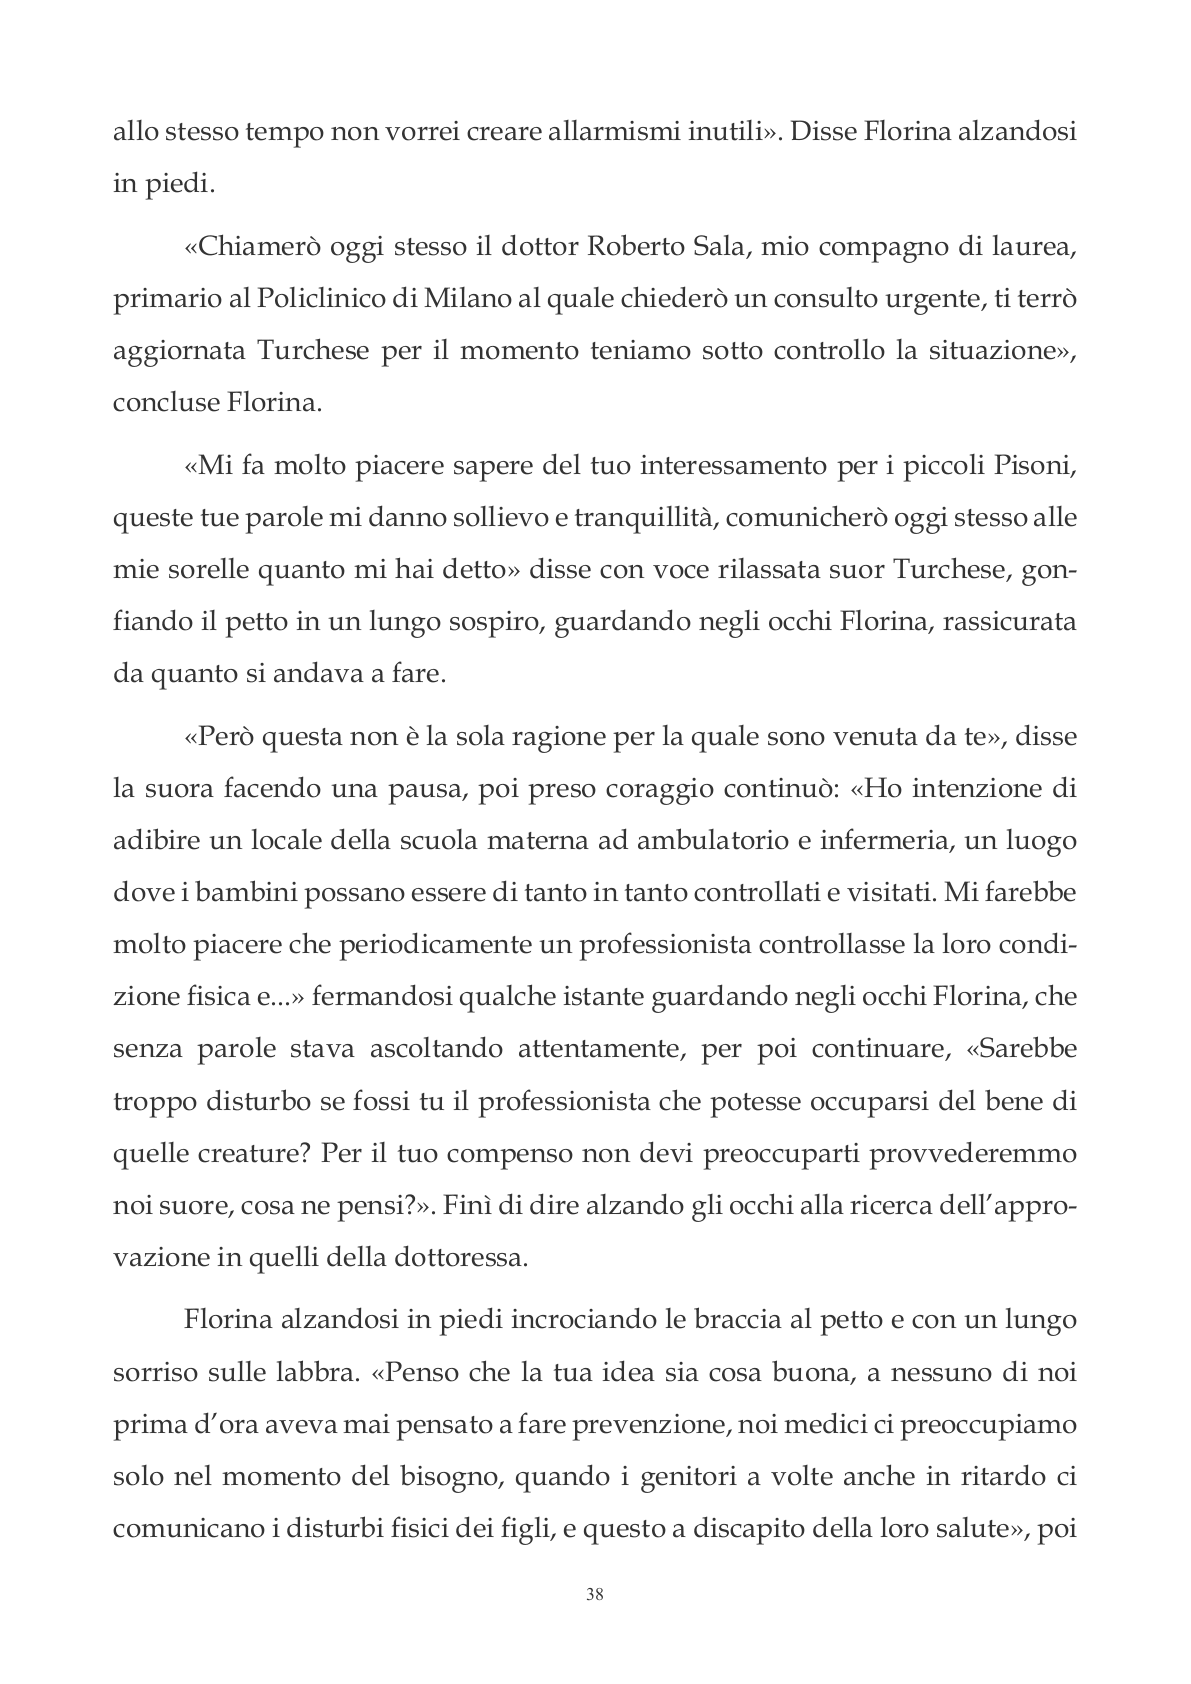 allo stesso tempo non vorrei creare allarmismi inutili». Disse Florina alzandosi
in piedi.
«Chiamerò oggi stesso il dottor Roberto Sala, mio compagno di laurea,
primario al Policlinico di Milano al quale chiederò un consulto urgente, ti terrò
aggiornata Turchese per il momento teniamo sotto controllo la situazione»,
concluse Florina.
«Mi fa molto piacere sapere del tuo interessamento per i piccoli Pisoni,
queste tue parole mi danno sollievo e tranquillità, comunicherò oggi stesso alle
mie sorelle quanto mi hai detto» disse con voce rilassata suor Turchese, gon-
fiando il petto in un lungo sospiro, guardando negli occhi Florina, rassicurata
da quanto si andava a fare.
«Però questa non è la sola ragione per la quale sono venuta da te», disse
la suora facendo una pausa, poi preso coraggio continuò: «Ho intenzione di
adibire un locale della scuola materna ad ambulatorio e infermeria, un luogo
dove i bambini possano essere di tanto in tanto controllati e visitati. Mi farebbe
molto piacere che periodicamente un professionista controllasse la loro condi-
zione fisica e...» fermandosi qualche istante guardando negli occhi Florina, che
senza parole stava ascoltando attentamente, per poi continuare, «Sarebbe
troppo disturbo se fossi tu il professionista che potesse occuparsi del bene di
quelle creature? Per il tuo compenso non devi preoccuparti provvederemmo
noi suore, cosa ne pensi?». Finì di dire alzando gli occhi alla ricerca dell’appro-
vazione in quelli della dottoressa.
Florina alzandosi in piedi incrociando le braccia al petto e con un lungo
sorriso sulle labbra. «Penso che la tua idea sia cosa buona, a nessuno di noi
prima d’ora aveva mai pensato a fare prevenzione, noi medici ci preoccupiamo
solo nel momento del bisogno, quando i genitori a volte anche in ritardo ci
comunicano i disturbi fisici dei figli, e questo a discapito della loro salute», poi
38